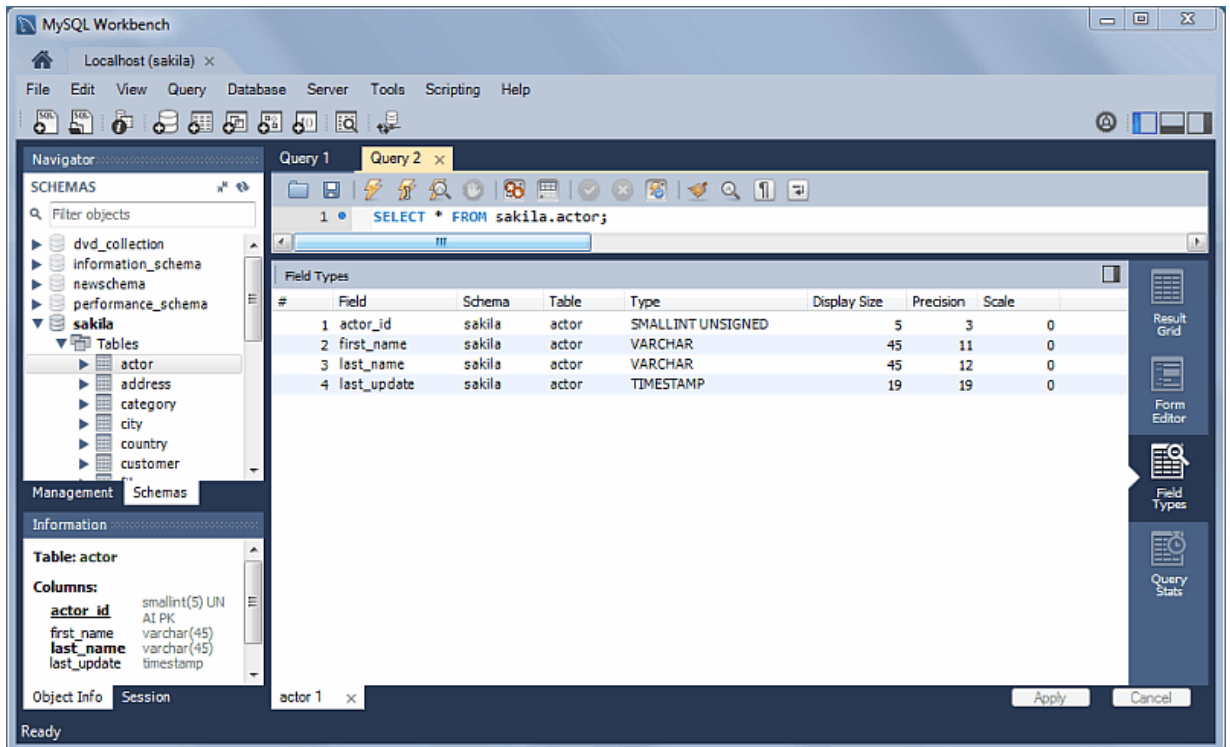 MySQL Workbench
Localhost (sakila) ×
File Edit View Query Database Server Tools Scripting Help
Navigator
SCHEMAS
Filter objects
dvd_collection
information_schema
newschema
performance_schema
sakila
Tables
actor
address
category
city
country
customer
Management Schemas
Information
Table: actor
Columns:
actor_id smallint(5) UN AI PK
first_name varchar(45)
last_name varchar(45)
last_update timestamp
Object Info Session
Query 1 Query 2 ×
1 SELECT * FROM sakila.actor;
Field Types
# Field Schema Table Type Display Size Precision Scale
1 actor_id sakila actor SMALLINT UNSIGNED 5 3 0
2 first_name sakila actor VARCHAR 45 11 0
3 last_name sakila actor VARCHAR 45 12 0
4 last_update sakila actor TIMESTAMP 19 19 0
Result Grid
Form Editor
Field Types
Query Stats
actor 1 ×
Apply Cancel
Ready